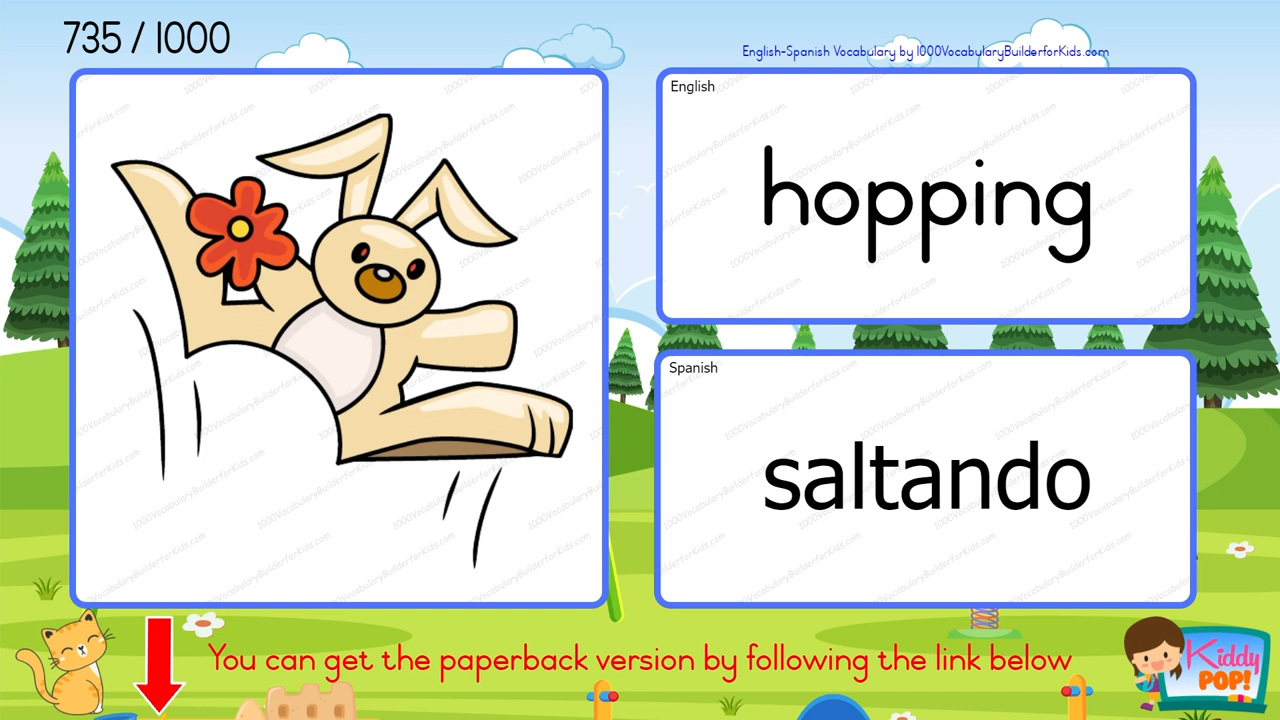 735 / 1000
English-Spanish Vocabulary by 1000VocabularyBuilderforKids.com
English
hopping
Spanish
saltando
You can get the paperback version by following the link below
Kiddy
POP!